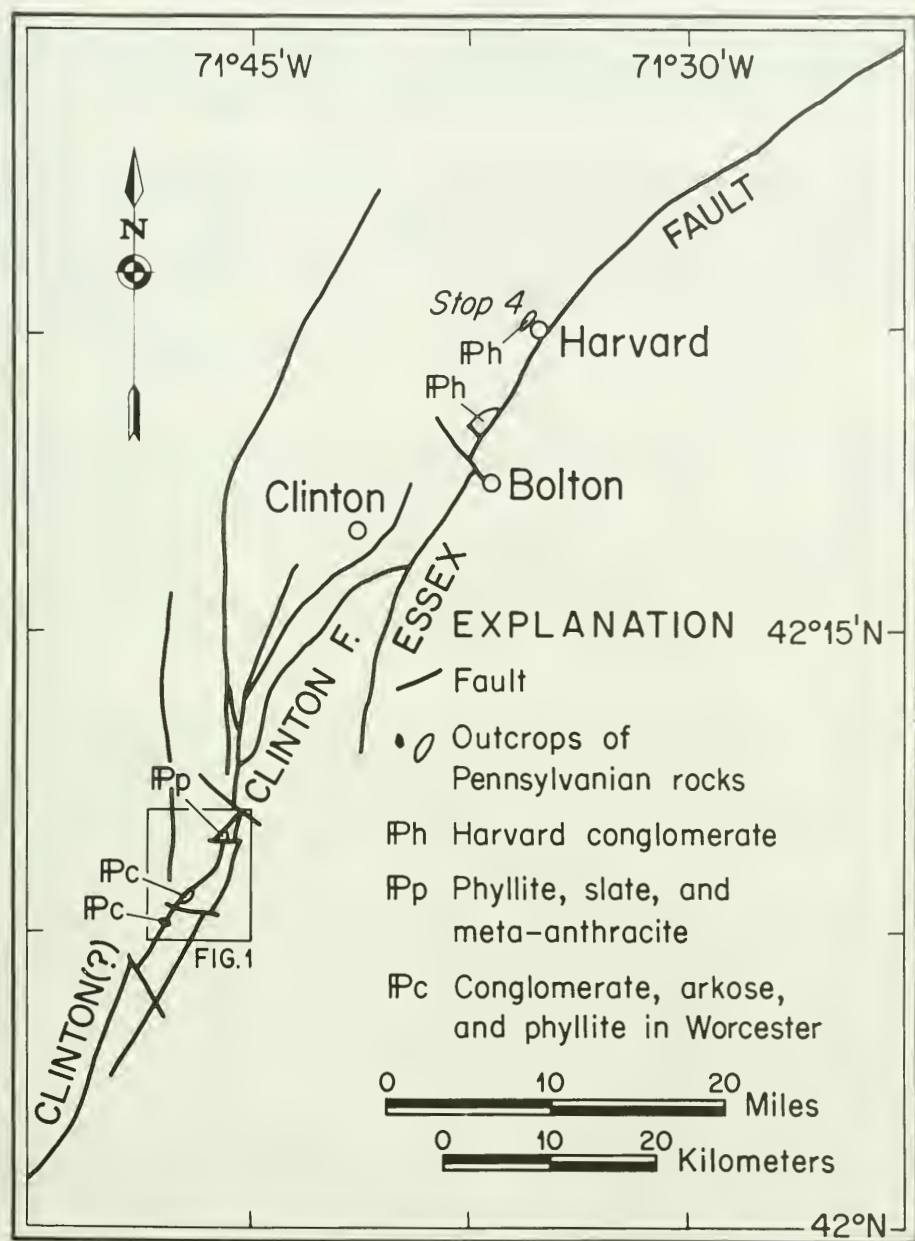 71°45'W 71°30'W
N
FAULT
Stop 4
ℙh
Harvard
ℙh
Bolton
Clinton
ESSEX
EXPLANATION
42°15'N
Fault
CLINTON F.
Outcrops of
Pennsylvanian rocks
ℙp
ℙh Harvard conglomerate
ℙc
ℙp Phyllite, slate, and
meta-anthracite
ℙc
FIG.1
ℙc Conglomerate, arkose,
and phyllite in Worcester
CLINTON(?)
0 10 20
Miles
0 10 20
Kilometers
42°N